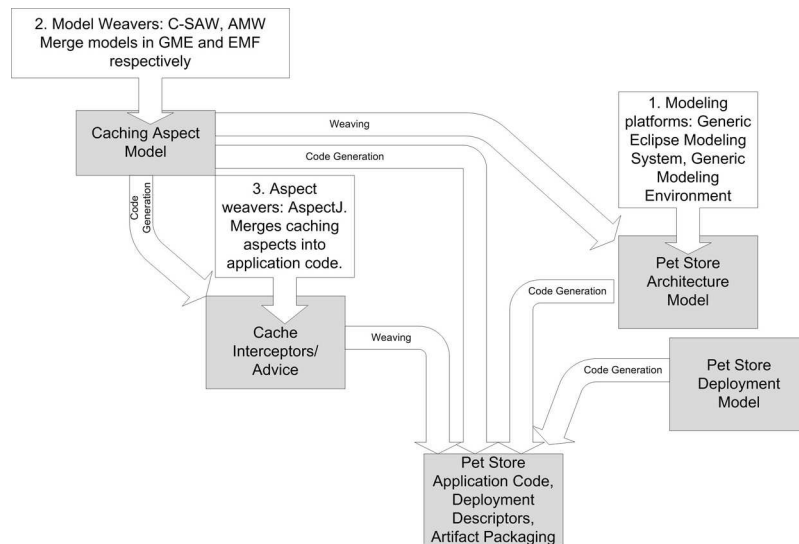 2. Model Weavers: C-SAW, AMW
Merge models in GME and EMF
respectively
Caching Aspect
Model
Weaving
Code Generation
1. Modeling
platforms: Generic
Eclipse Modeling
System, Generic
Modeling
Environment
Code
Generation
3. Aspect
weavers: AspectJ.
Merges caching
aspects into
application code.
Pet Store
Architecture
Model
Code Generation
Cache
Interceptors/
Advice
Weaving
Code Generation
Pet Store
Deployment
Model
Pet Store
Application Code,
Deployment
Descriptors,
Artifact Packaging